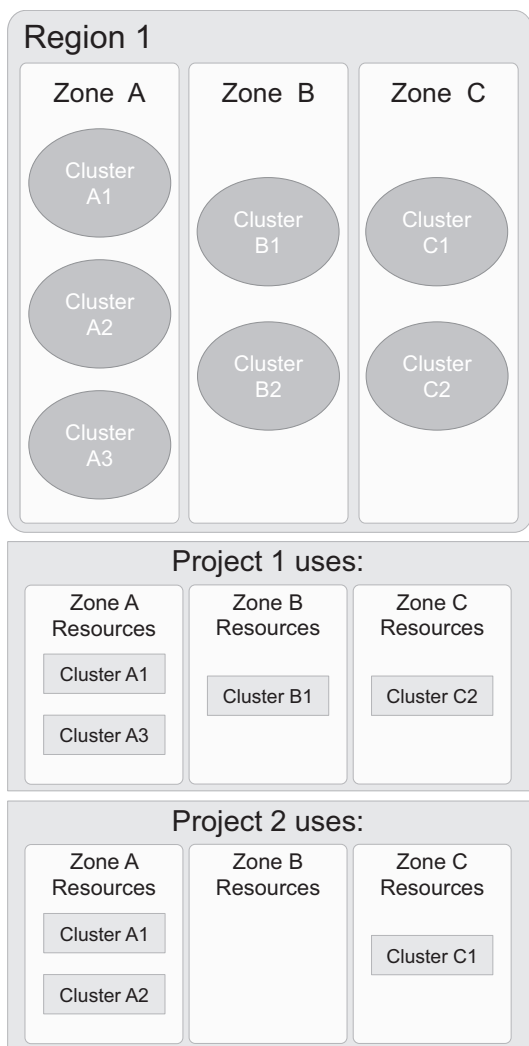 Region 1
Zone A
Cluster
A1
Cluster
A2
Cluster
A3
Zone B
Cluster
B1
Cluster
B2
Zone C
Cluster
C1
Cluster
C2
Project 1 uses:
Zone A
Resources
Cluster A1
Cluster A3
Zone B
Resources
Cluster B1
Zone C
Resources
Cluster C2
Project 2 uses:
Zone A
Resources
Cluster A1
Cluster A2
Zone B
Resources
Zone C
Resources
Cluster C1